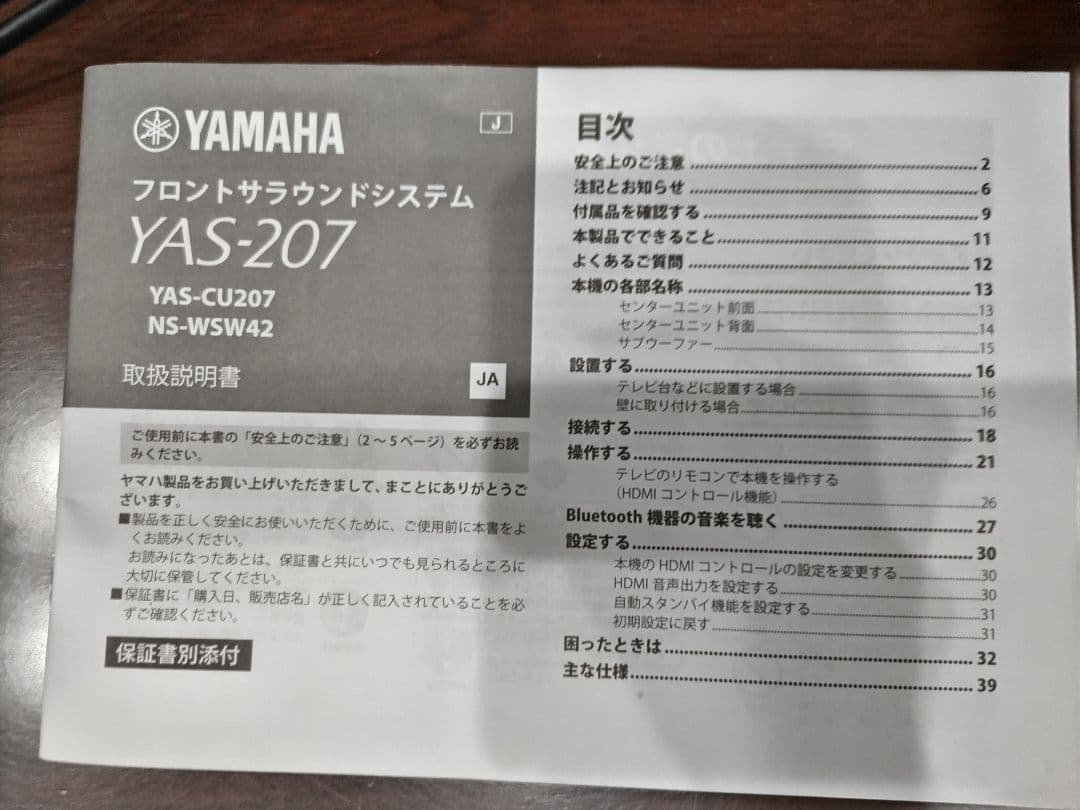 YAMAHA
J
フロントサラウンドシステム
YAS-207
YAS-CU207
NS-WSW42
取扱説明書
JA
ご使用前に本書の「安全上のご注意」（2～5ページ）を必ずお読
みください。
ヤマハ製品をお買い上げいただきまして、まことにありがとうご
ざいます。
■製品を正しく安全にお使いいただくために、ご使用前に本書をよ
くお読みください。
お読みになったあとは、保証書と共にいつでも見られるところに
大切に保管してください。
■保証書に「購入日、販売店名」が正しく記入されていることを必
ずご確認ください。
保証書別添付
目次
安全上のご注意 2
注記とお知らせ 6
付属品を確認する 9
本製品でできること 11
よくあるご質問 12
本機の各部名称 13
センターユニット前面 13
センターユニット背面 14
サブウーファー 15
設置する 16
テレビ台などに設置する場合 16
壁に取り付ける場合 16
接続する 18
操作する 21
テレビのリモコンで本機を操作する
（HDMI コントロール機能） 26
Bluetooth 機器の音楽を聴く 27
設定する 30
本機の HDMI コントロールの設定を変更する 30
HDMI 音声出力を設定する 30
自動スタンバイ機能を設定する 31
初期設定に戻す 31
困ったときは 32
主な仕様 39